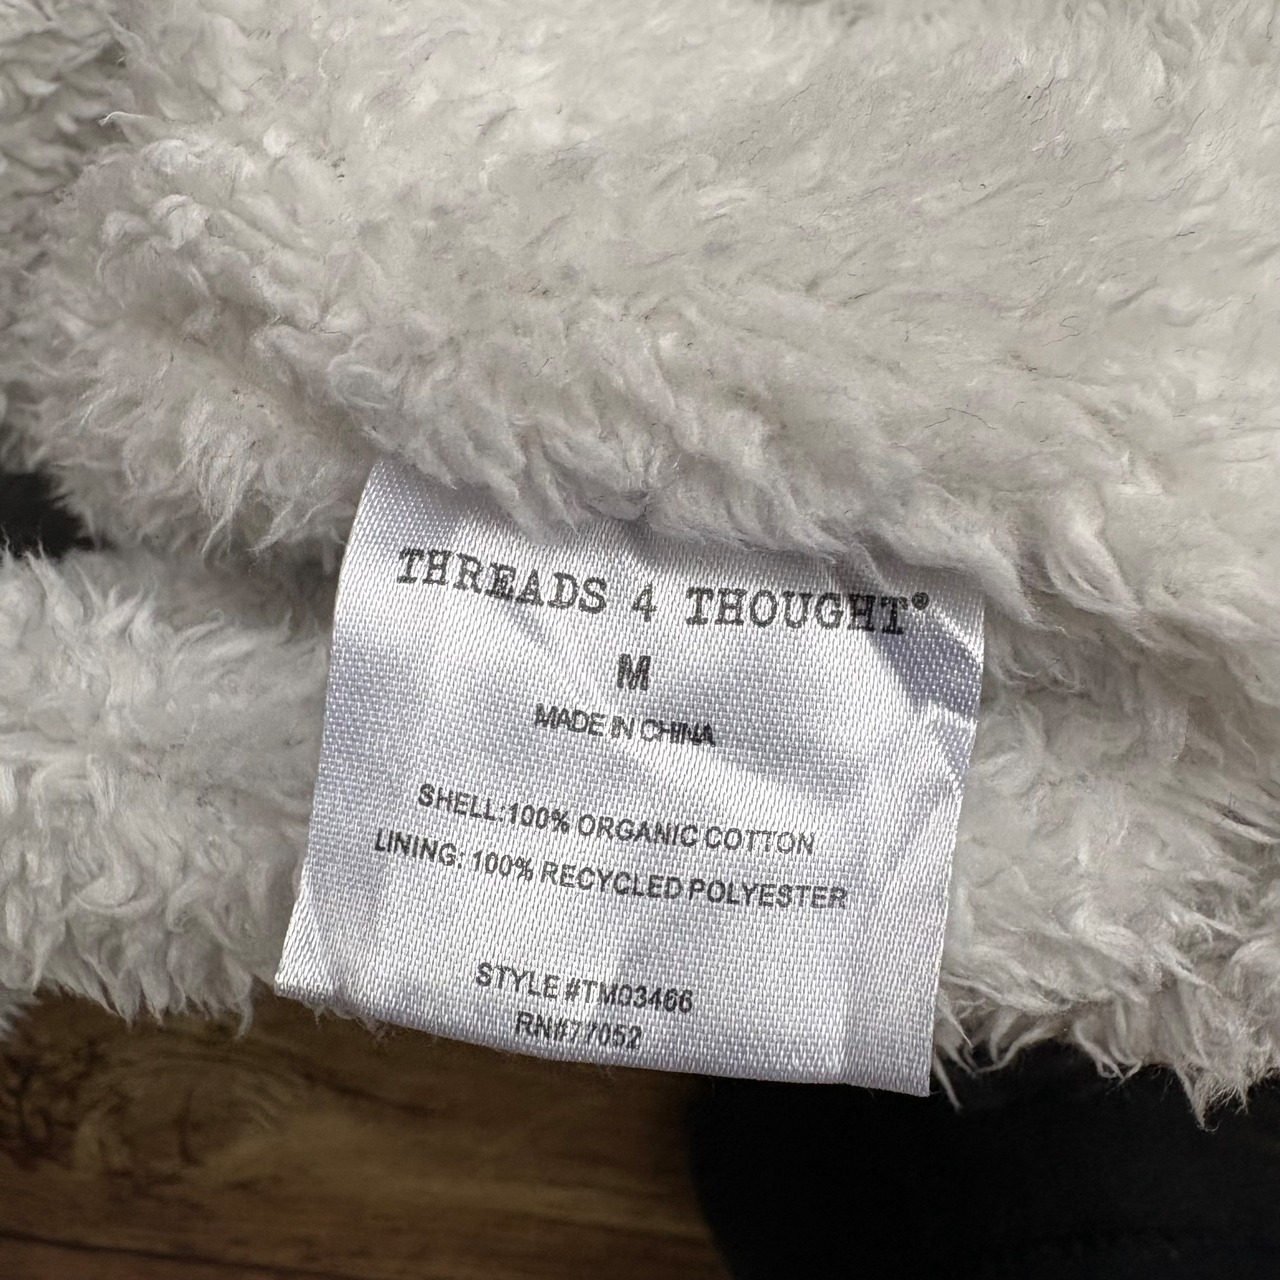 THREADS 4 THOUGHT®
M
MADE IN CHINA
SHELL:100% ORGANIC COTTON
LINING: 100% RECYCLED POLYESTER
STYLE#TM03466
RN#77052